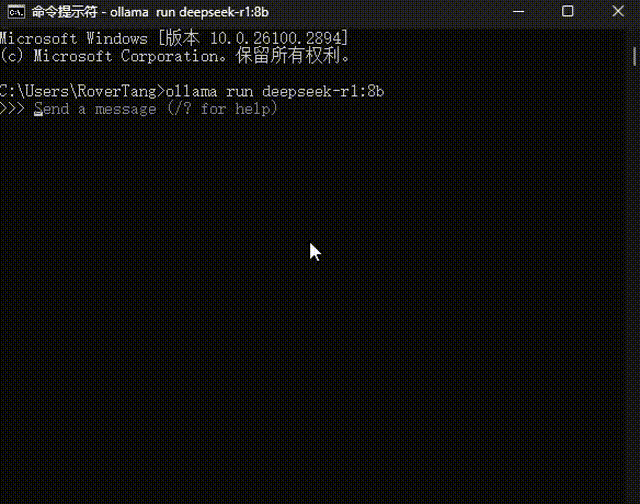 命令提示符 - ollama  run deepseek-r1:8b
Microsoft Windows [版本 10.0.26100.2894]
(c) Microsoft Corporation。保留所有权利。
C:\Users\RoverTang>ollama run deepseek-r1:8b
>>> Send a message (/? for help)